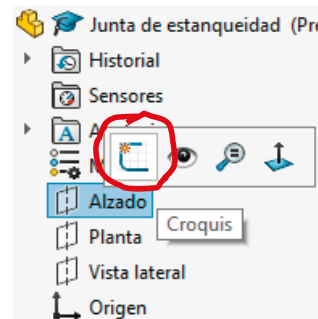 Junta de estanqueidad (Pre
Historial
Sensores
A
M
Alzado
Croquis
Planta
Vista lateral
Origen